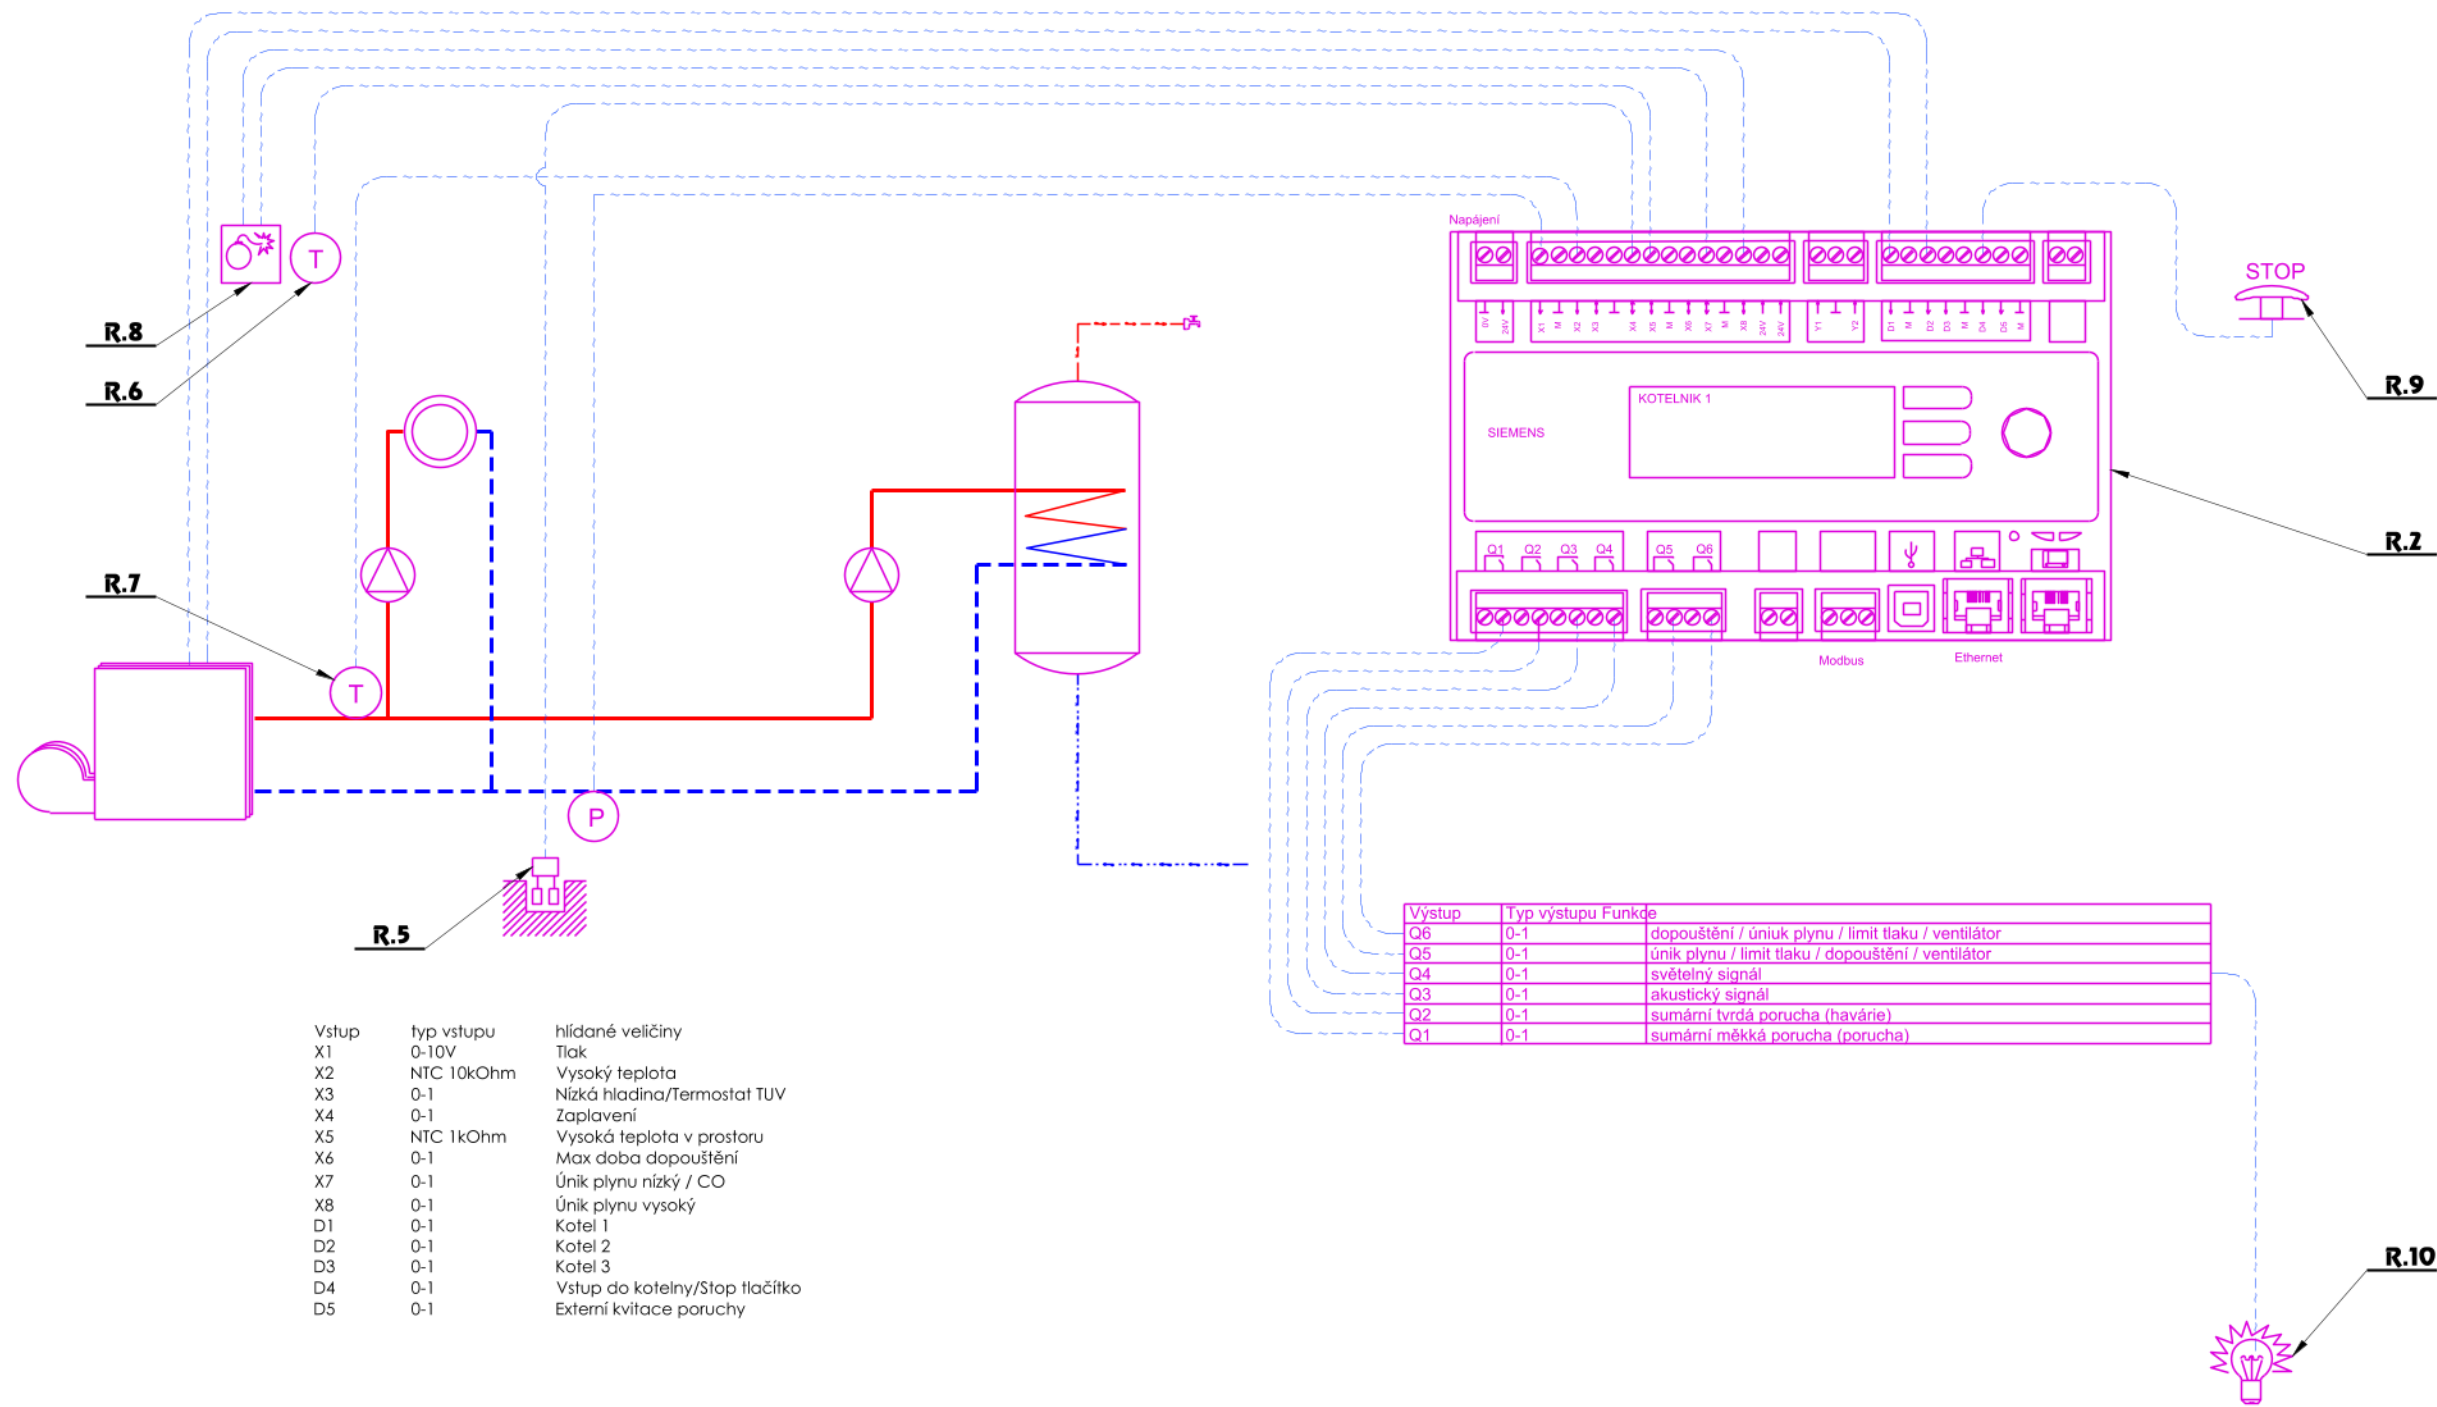 Napájení
0V 24V X1 M X2 X3 X4 X5 M X6 X7 M X8 24V 24V Y1 Y2 D1 M D2 D3 M D4 D5 M
STOP
R.8
T
R.6
R.9
KOTELNIK 1
SIEMENS
R.2
Q1 Q2 Q3 Q4 Q5 Q6
R.7
T
Modbus
Ethernet
P
R.5
Výstup Typ výstupu Funkce
Q6 0-1 dopouštění / úniuk plynu / limit tlaku / ventilátor
Q5 0-1 únik plynu / limit tlaku / dopouštění / ventilátor
Q4 0-1 světelný signál
Q3 0-1 akustický signál
Q2 0-1 sumární tvrdá porucha (havárie)
Q1 0-1 sumární měkká porucha (porucha)
Vstup typ vstupu hlídané veličiny
X1 0-10V Tlak
X2 NTC 10kOhm Vysoký teplota
X3 0-1 Nízká hladina/Termostat TUV
X4 0-1 Zaplavení
X5 NTC 1kOhm Vysoká teplota v prostoru
X6 0-1 Max doba dopouštění
X7 0-1 Únik plynu nízký / CO
X8 0-1 Únik plynu vysoký
D1 0-1 Kotel 1
D2 0-1 Kotel 2
D3 0-1 Kotel 3
D4 0-1 Vstup do kotelny/Stop tlačítko
D5 0-1 Externí kvitace poruchy
R.10